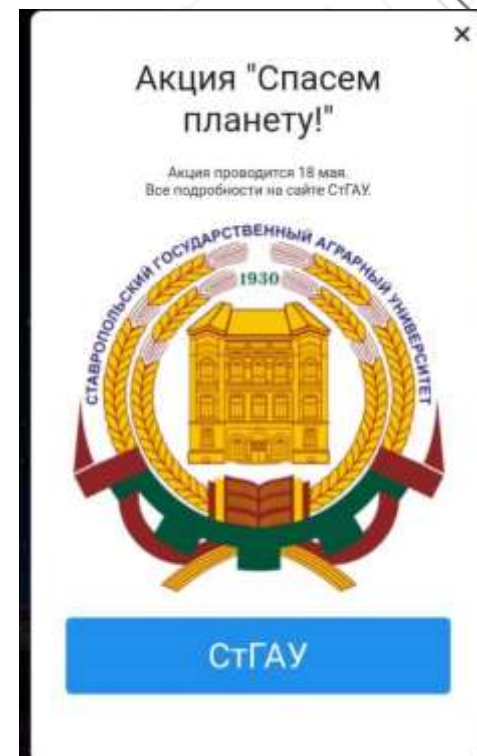 ×
Акция "Спасем
планету!"
Акция проводится 18 мая.
Все подробности на сайте СтГАУ.
СТАВРОПОЛЬСКИЙ ГОСУДАРСТВЕННЫЙ АГРАРНЫЙ УНИВЕРСИТЕТ
1930
СтГАУ